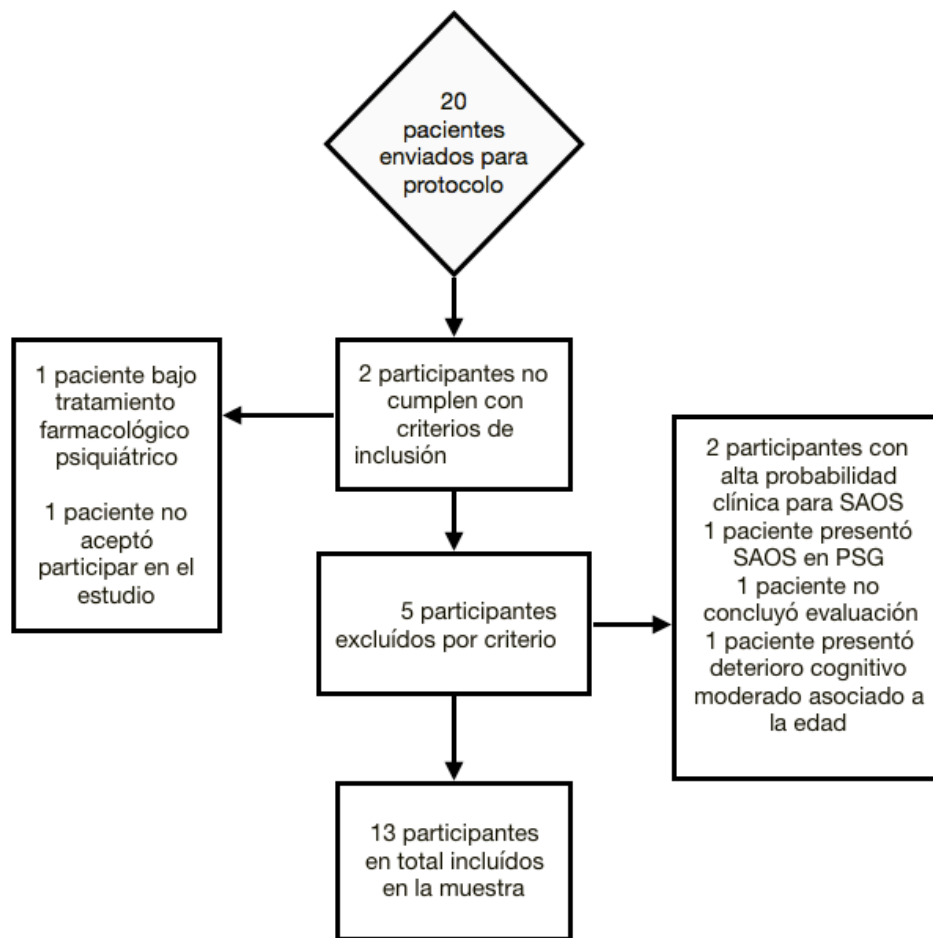 20
pacientes
enviados para
protocolo
1 paciente bajo
tratamiento
farmacológico
psiquiátrico
1 paciente no
aceptó
participar en el
estudio
2 participantes no
cumplen con
criterios de
inclusión
2 participantes con
alta probabilidad
clínica para SAOS
1 paciente presentó
SAOS en PSG
1 paciente no
concluyó evaluación
1 paciente presentó
deterioro cognitivo
moderado asociado a
la edad
5 participantes
excluídos por criterio
13 participantes
en total incluídos
en la muestra